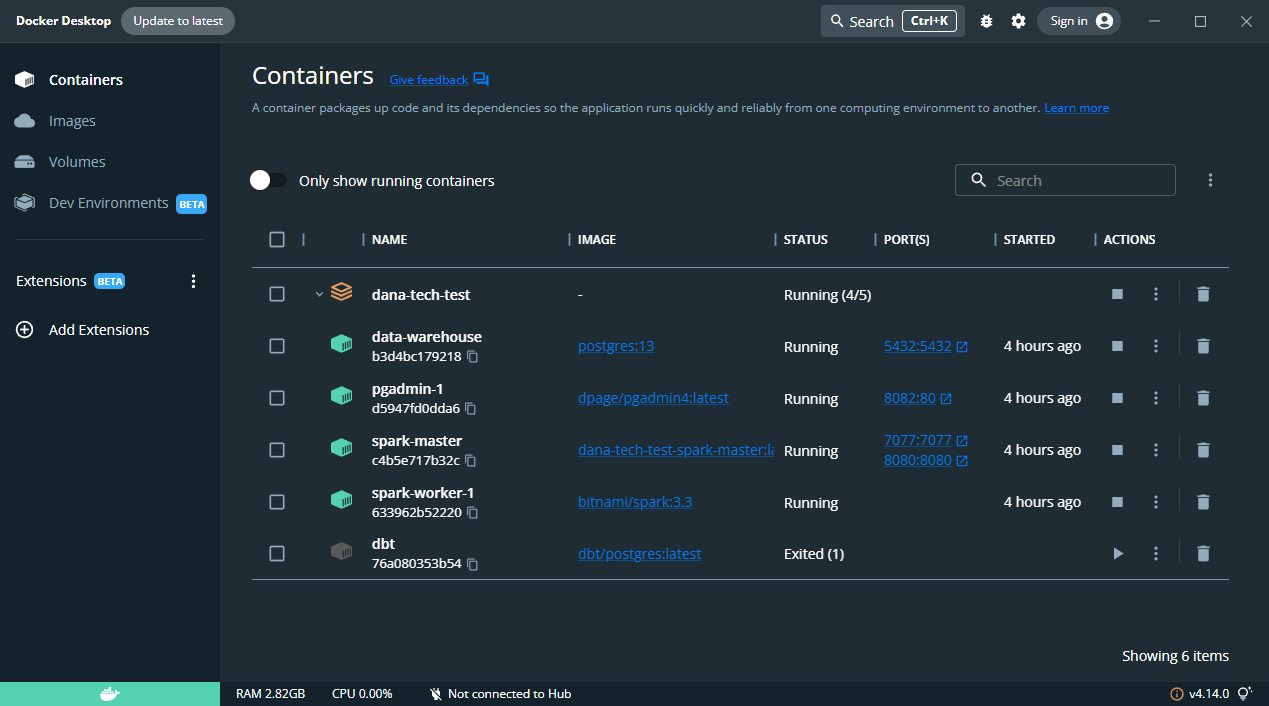 Docker Desktop Update to latest Search Ctrl+K Sign in
Containers
Images
Volumes
Dev Environments BETA
Extensions BETA
Add Extensions
Containers Give feedback
A container packages up code and its dependencies so the application runs quickly and reliably from one computing environment to another. Learn more
Only show running containers Search
NAME IMAGE STATUS PORT(S) STARTED ACTIONS
dana-tech-test - Running (4/5)
data-warehouse
b3d4bc179218 postgres:13 Running 5432:5432 4 hours ago
pgadmin-1
d5947fd0dda6 dpage/pgadmin4:latest Running 8082:80 4 hours ago
spark-master 7077:7077
c4b5e717b32c dana-tech-test-spark-master:la Running 8080:8080 4 hours ago
spark-worker-1
633962b52220 bitnami/spark:3.3 Running 4 hours ago
dbt
76a080353b54 dbt/postgres:latest Exited (1)
Showing 6 items
RAM 2.82GB CPU 0.00% Not connected to Hub v4.14.0